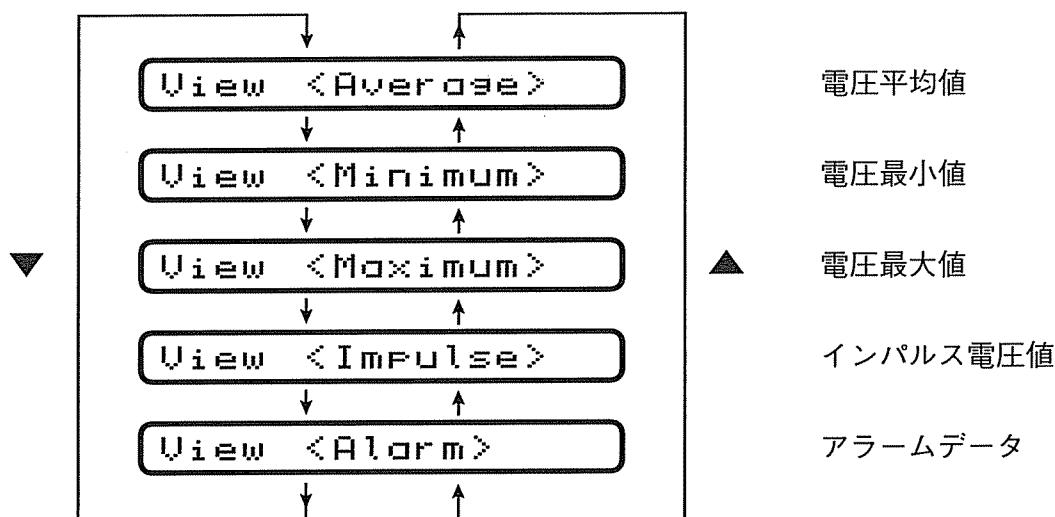 View <Average> 電圧平均値
View <Minimum> 電圧最小値
▼ View <Maximum> ▲ 電圧最大値
View <Impulse> インパルス電圧値
View <Alarm> アラームデータ